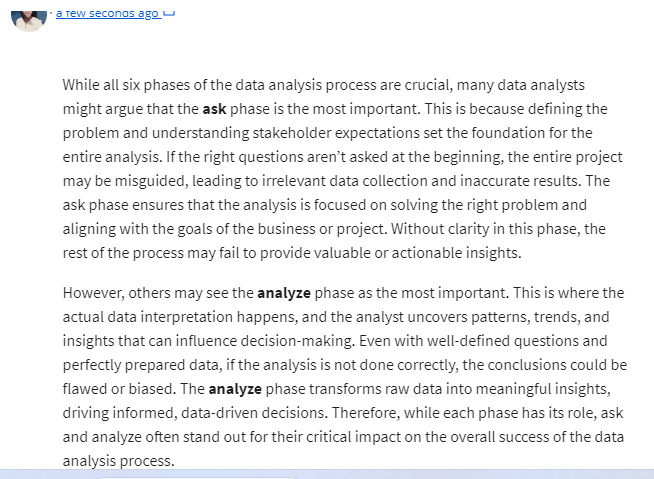 a few seconds ago
While all six phases of the data analysis process are crucial, many data analysts
might argue that the ask phase is the most important. This is because defining the
problem and understanding stakeholder expectations set the foundation for the
entire analysis. If the right questions aren’t asked at the beginning, the entire project
may be misguided, leading to irrelevant data collection and inaccurate results. The
ask phase ensures that the analysis is focused on solving the right problem and
aligning with the goals of the business or project. Without clarity in this phase, the
rest of the process may fail to provide valuable or actionable insights.
However, others may see the analyze phase as the most important. This is where the
actual data interpretation happens, and the analyst uncovers patterns, trends, and
insights that can influence decision-making. Even with well-defined questions and
perfectly prepared data, if the analysis is not done correctly, the conclusions could be
flawed or biased. The analyze phase transforms raw data into meaningful insights,
driving informed, data-driven decisions. Therefore, while each phase has its role, ask
and analyze often stand out for their critical impact on the overall success of the data
analysis process.